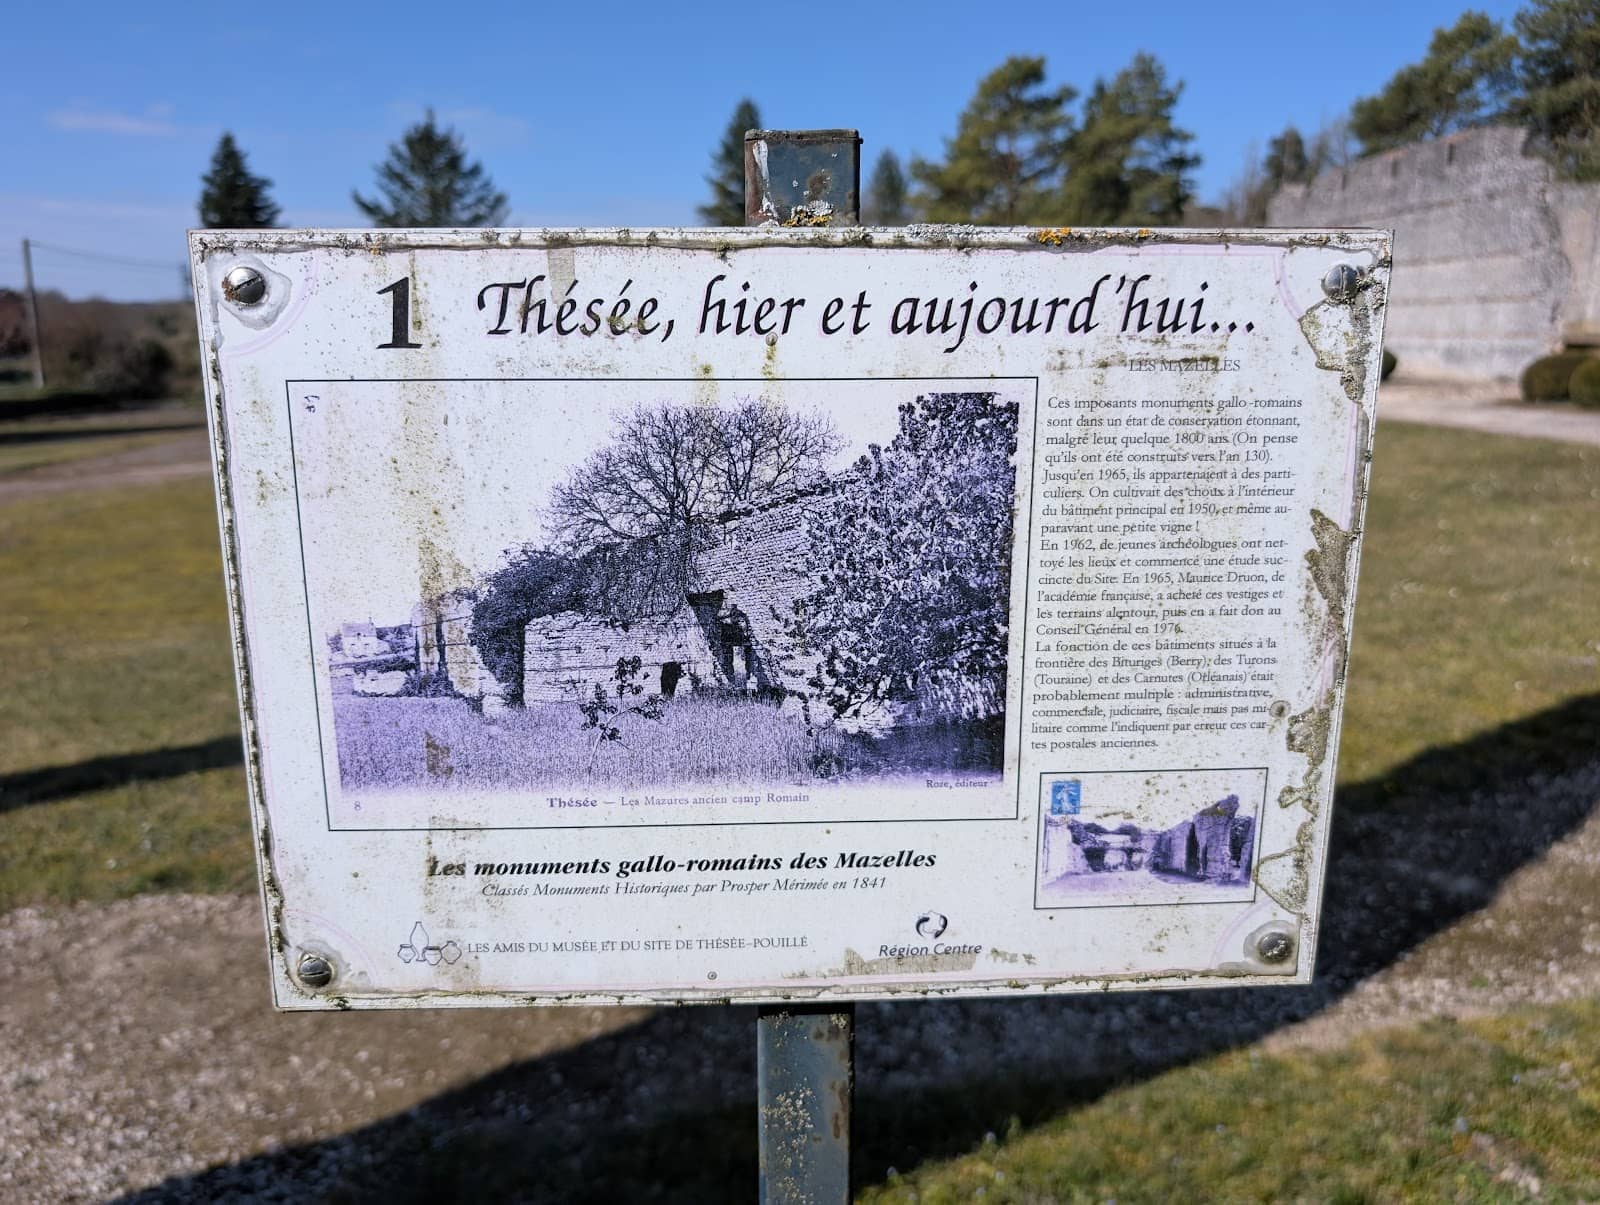 1 Thésée, hier et aujourd'hui...
LES MAZELLES
Ces imposants monuments gallo-romains
sont dans un état de conservation étonnant,
malgré leur quelque 1800 ans (On pense
qu'ils ont été construits vers l'an 130).
Jusqu'en 1965, ils appartenaient à des parti-
culiers. On cultivait des choux à l'intérieur
du bâtiment principal en 1950, et même au-
paravant une petite vigne !
En 1962, de jeunes archéologues ont net-
toyé les lieux et commencé une étude suc-
cincte du Site. En 1965, Maurice Druon, de
l'académie française, a acheté ces vestiges et
les terrains alentour, puis en a fait don au
Conseil Général en 1976.
La fonction de ces bâtiments situés à la
frontière des Bituriges (Berry), des Turons
(Touraine) et des Carnutes (Orléanais) était
probablement multiple : administrative,
commerciale, judiciaire, fiscale mais pas mi-
litaire comme l'indiquent par erreur ces car-
tes postales anciennes.
8
Thésée — Les Mazures ancien camp Romain
Roze, éditeur
Les monuments gallo-romains des Mazelles
Classés Monuments Historiques par Prosper Mérimée en 1841
LES AMIS DU MUSÉE ET DU SITE DE THÉSÉE-POUILLÉ
Région Centre